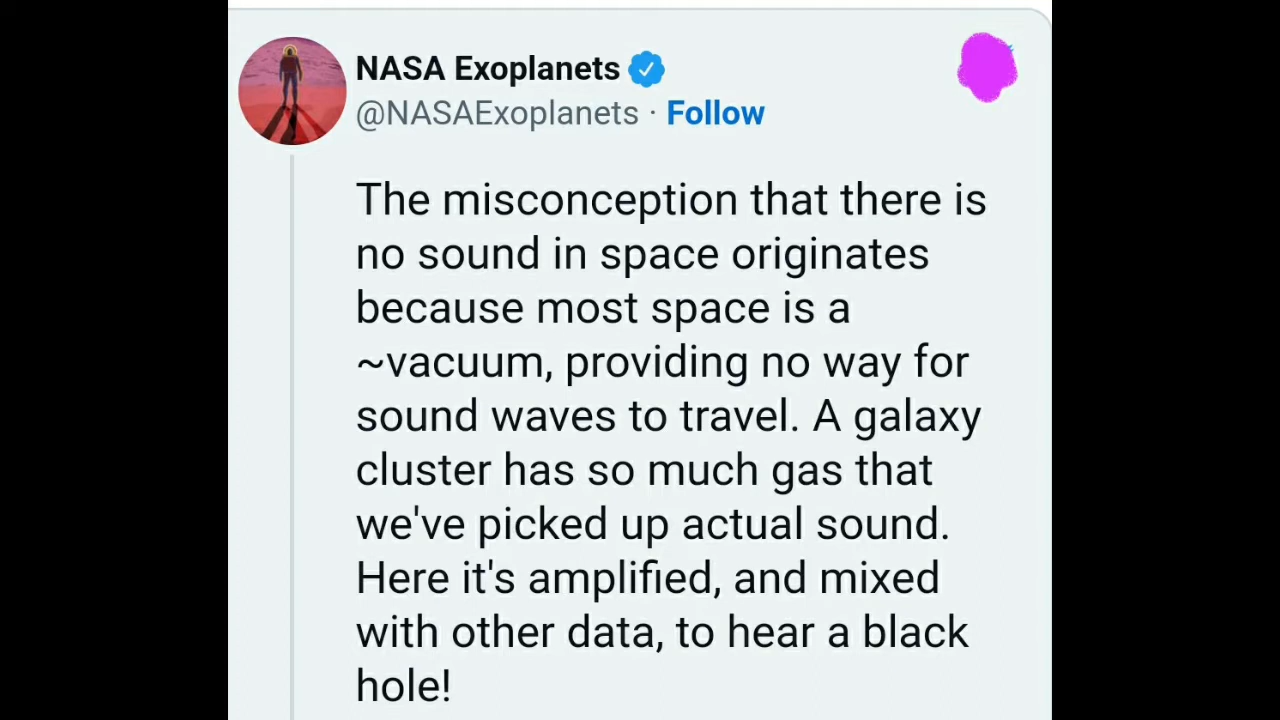 NASA Exoplanets
@NASAExoplanets · Follow
The misconception that there is
no sound in space originates
because most space is a
~vacuum, providing no way for
sound waves to travel. A galaxy
cluster has so much gas that
we've picked up actual sound.
Here it's amplified, and mixed
with other data, to hear a black
hole!